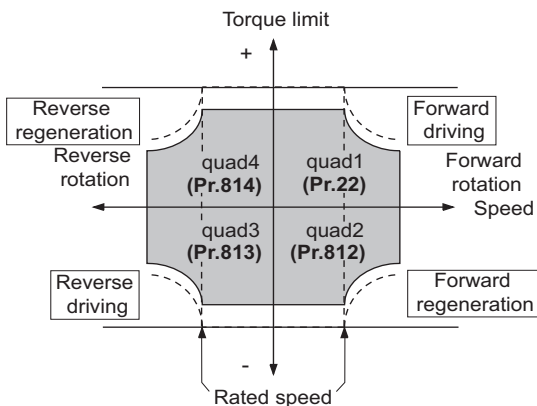 Torque limit
+
Reverse
regeneration
Forward
driving
Reverse
rotation
quad4
(Pr.814)
quad1
(Pr.22)
Forward
rotation
Speed
quad3
(Pr.813)
quad2
(Pr.812)
Reverse
driving
Forward
regeneration
-
Rated speed